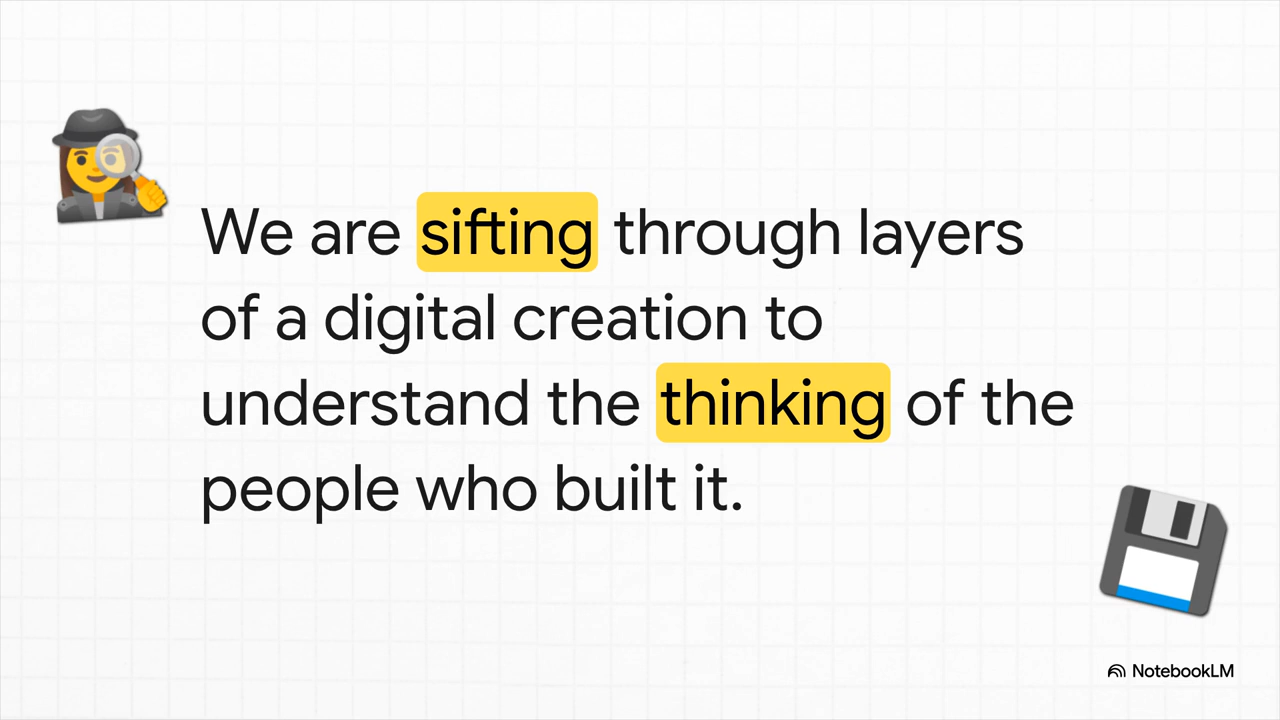 We are sifting through layers
of a digital creation to
understand the thinking of the
people who built it.
NotebookLM